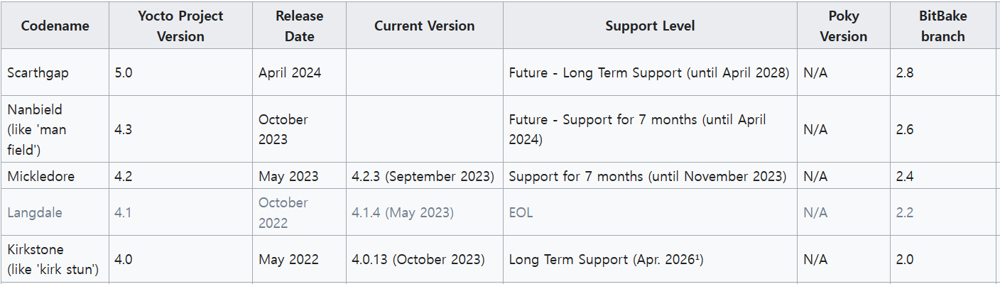 Codename
Yocto Project
Version
Release
Date
Current Version
Support Level
Poky
Version
BitBake
branch
Scarthgap
5.0
April 2024
Future - Long Term Support (until April 2028)
N/A
2.8
Nanbield
(like 'man
field')
4.3
October
2023
Future - Support for 7 months (until April
2024)
N/A
2.6
Mickledore
4.2
May 2023
4.2.3 (September 2023)
Support for 7 months (until November 2023)
N/A
2.4
Langdale
4.1
October
2022
4.1.4 (May 2023)
EOL
N/A
2.2
Kirkstone
(like 'kirk stun')
4.0
May 2022
4.0.13 (October 2023)
Long Term Support (Apr. 2026¹)
N/A
2.0